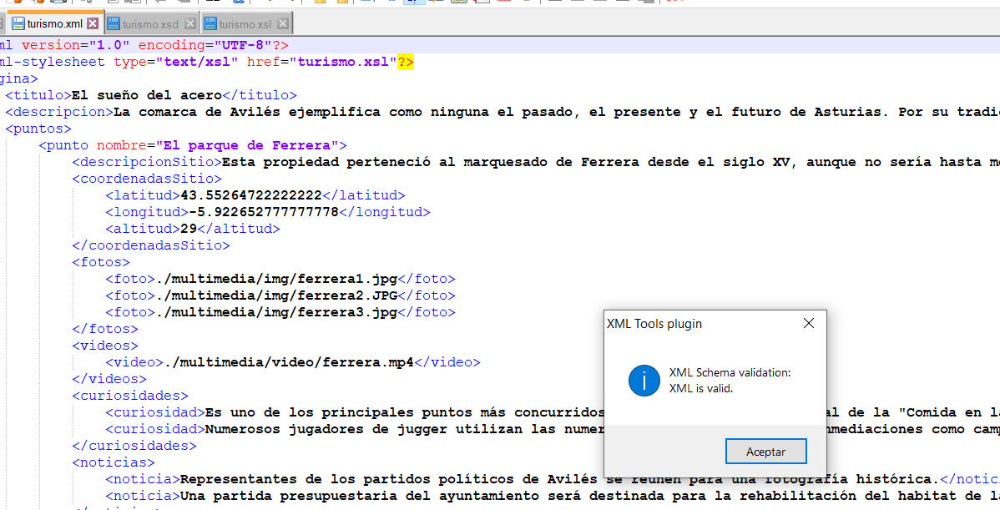 turismo.xml turismo.xsd turismo.xsl
ml version="1.0" encoding="UTF-8"?>
ml-stylesheet type="text/xsl" href="turismo.xsl"?>
gina>
<titulo>El sueño del acero</titulo>
<descripcion>La comarca de Avilés ejemplifica como ninguna el pasado, el presente y el futuro de Asturias. Por su tradi
<puntos>
<punto nombre="El parque de Ferrera">
<descripcionSitio>Esta propiedad perteneció al marquesado de Ferrera desde el siglo XV, aunque no sería hasta m
<coordenadasSitio>
<latitud>43.55264722222222</latitud>
<longitud>-5.922652777777778</longitud>
<altitud>29</altitud>
</coordenadasSitio>
<fotos>
<foto>./multimedia/img/ferrera1.jpg</foto>
<foto>./multimedia/img/ferrera2.JPG</foto>
<foto>./multimedia/img/ferrera3.jpg</foto>
</fotos>
<videos>
<video>./multimedia/video/ferrera.mp4</video>
</videos>
<curiosidades>
<curiosidad>Es uno de los principales puntos más concurridos al de la "Comida en la
<curiosidad>Numerosos jugadores de jugger utilizan las numer nmediaciones como camp
</curiosidades>
<noticias>
<noticia>Representantes de los partidos políticos de Avilés se reunen para una fotografía histórica.</notic
<noticia>Una partida presupuestaria del ayuntamiento será destinada para la rehabilitación del habitat de l
XML Tools plugin
XML Schema validation:
XML is valid.
Aceptar